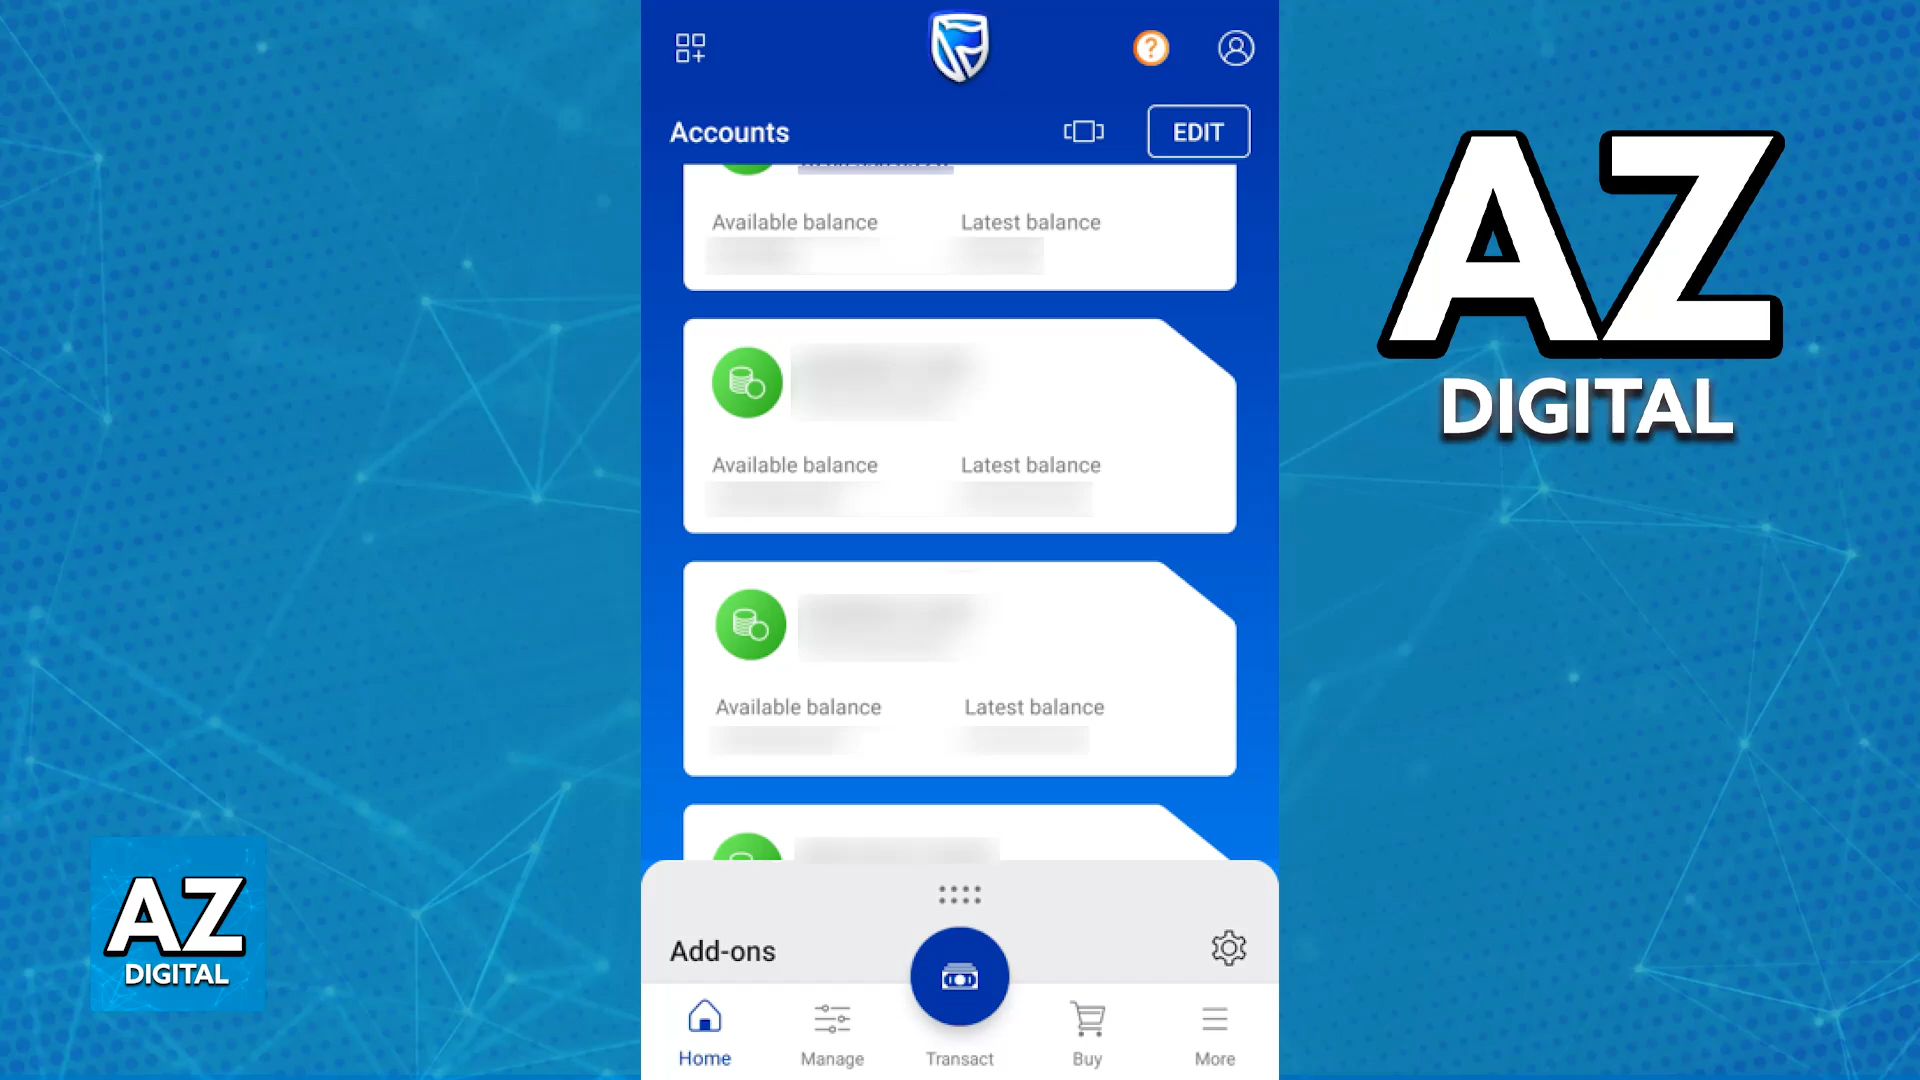 ?
Accounts
EDIT
Available balance
Latest balance
Available balance
Latest balance
Available balance
Latest balance
Add-ons
Home
Manage
Transact
Buy
More
AZ
DIGITAL
AZ
DIGITAL